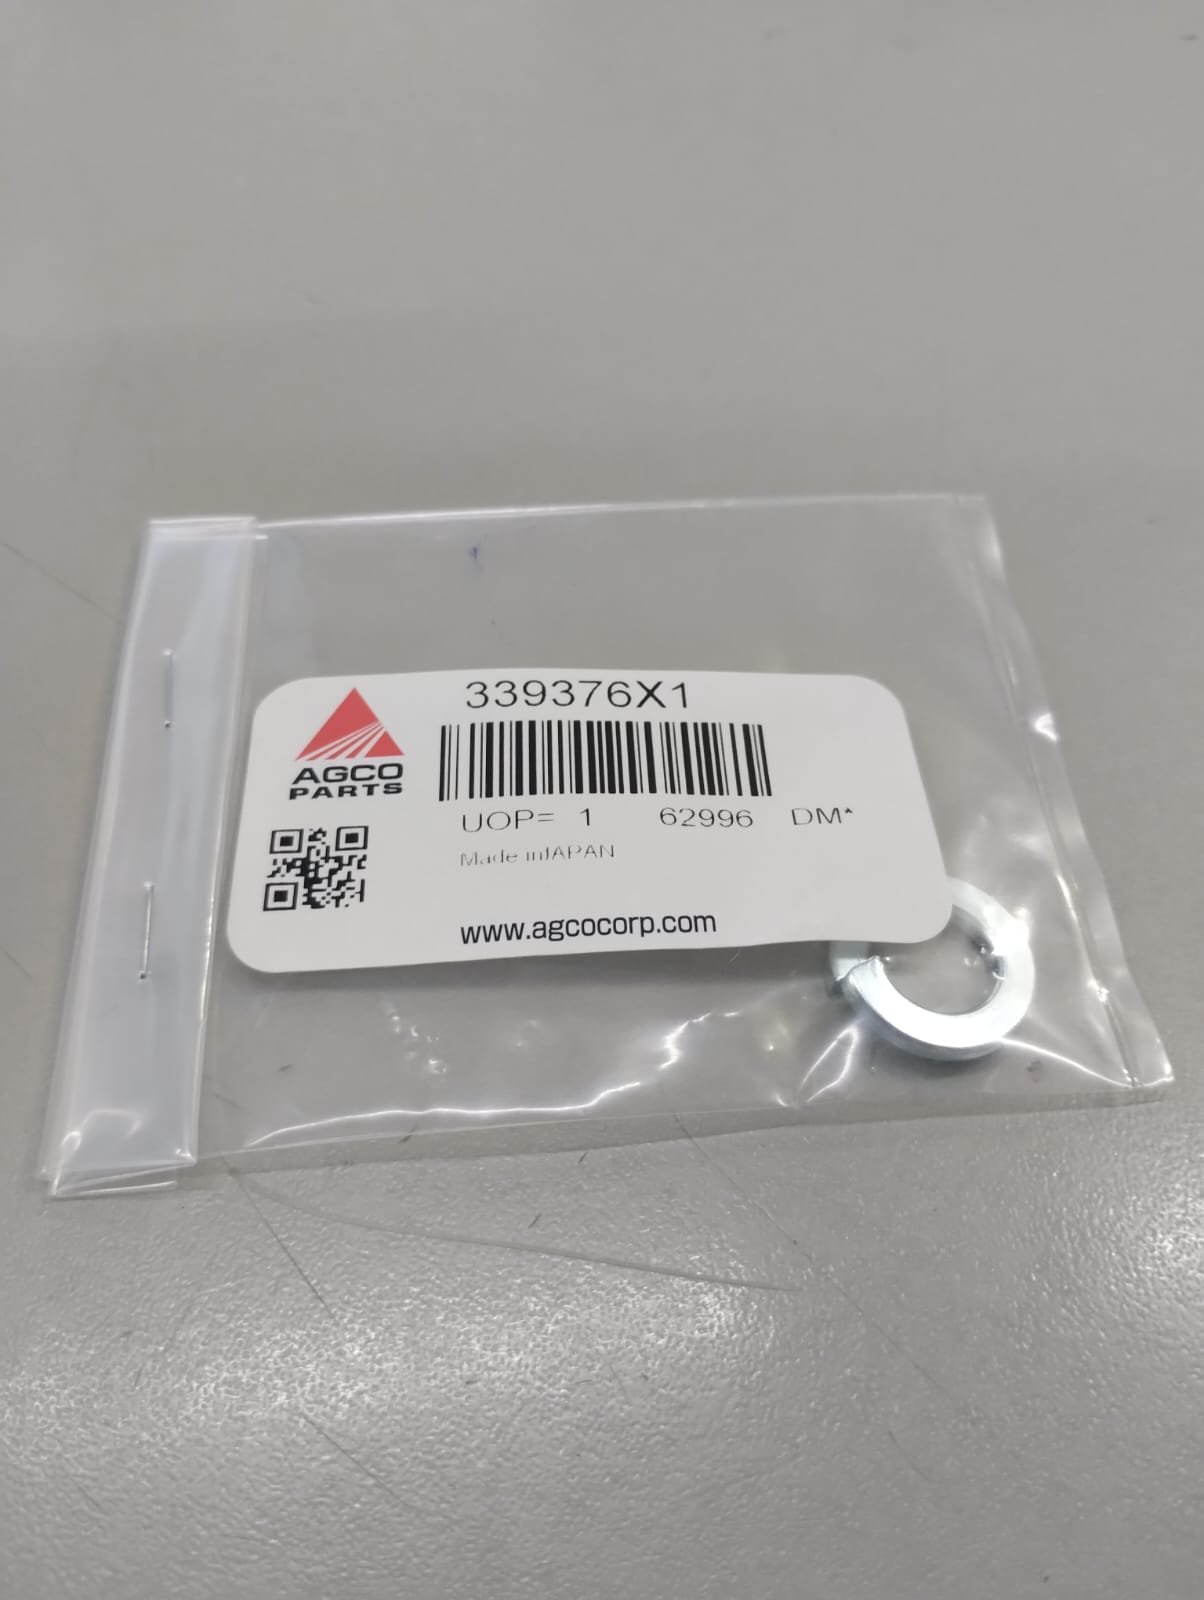 339376X1
AGCO
PARTS
UOP= 1 62996 DM*
Made inJAPAN
www.agcocorp.com